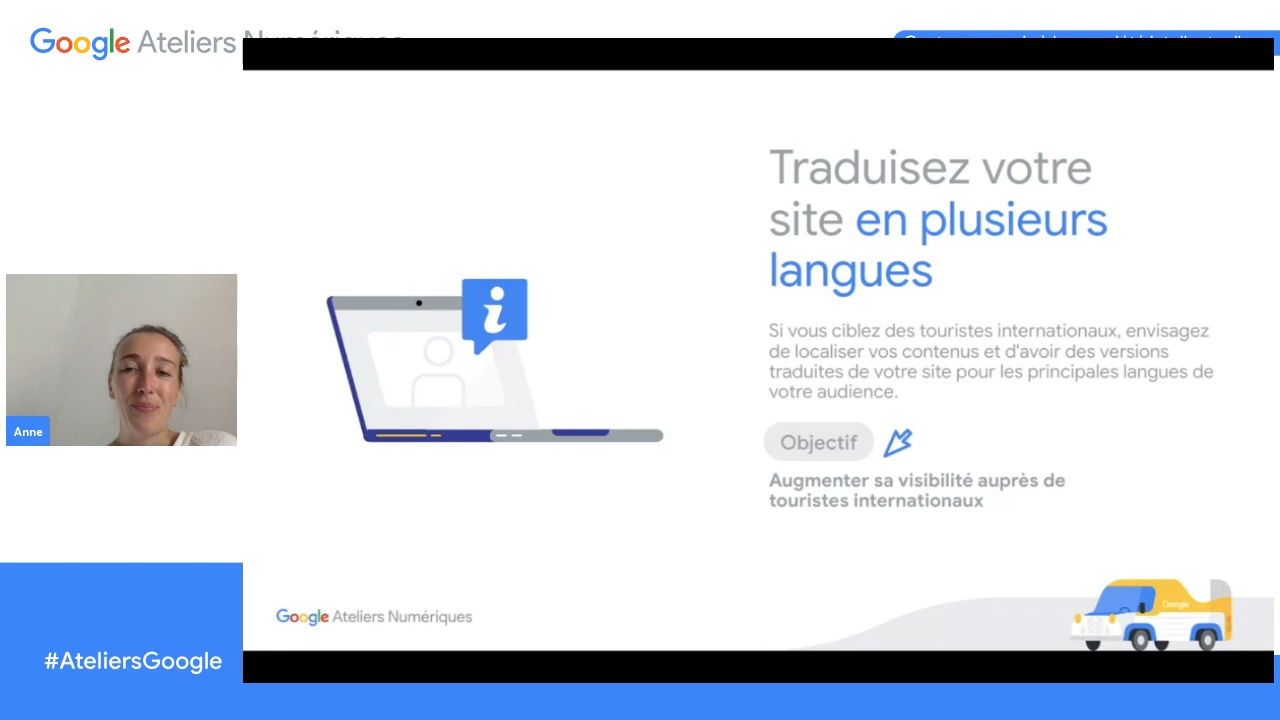 Google Ateliers
Traduisez votre
site en plusieurs
langues
Si vous ciblez des touristes internationaux, envisagez
de localiser vos contenus et d'avoir des versions
traduites de votre site pour les principales langues de
votre audience.
Objectif
Augmenter sa visibilité auprès de
touristes internationaux
Anne
Google
Google Ateliers Numériques
#AteliersGoogle